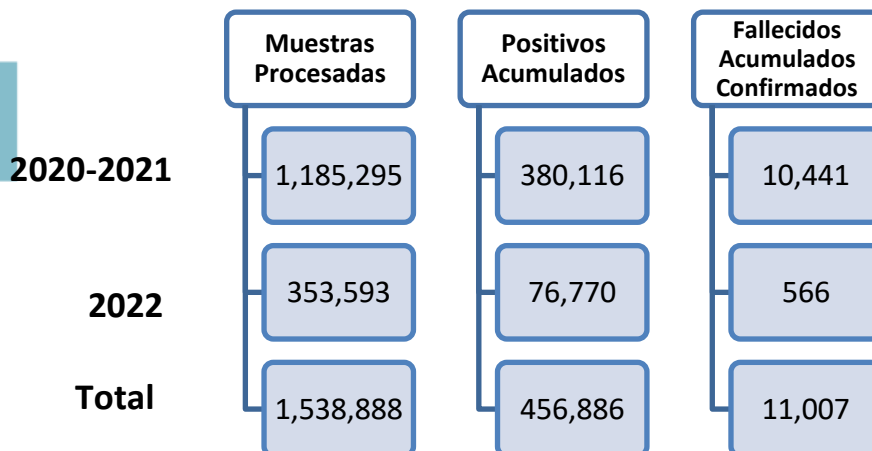 Muestras
Procesadas
Positivos
Acumulados
Fallecidos
Acumulados
Confirmados
2020-2021
1,185,295
380,116
10,441
2022
353,593
76,770
566
Total
1,538,888
456,886
11,007